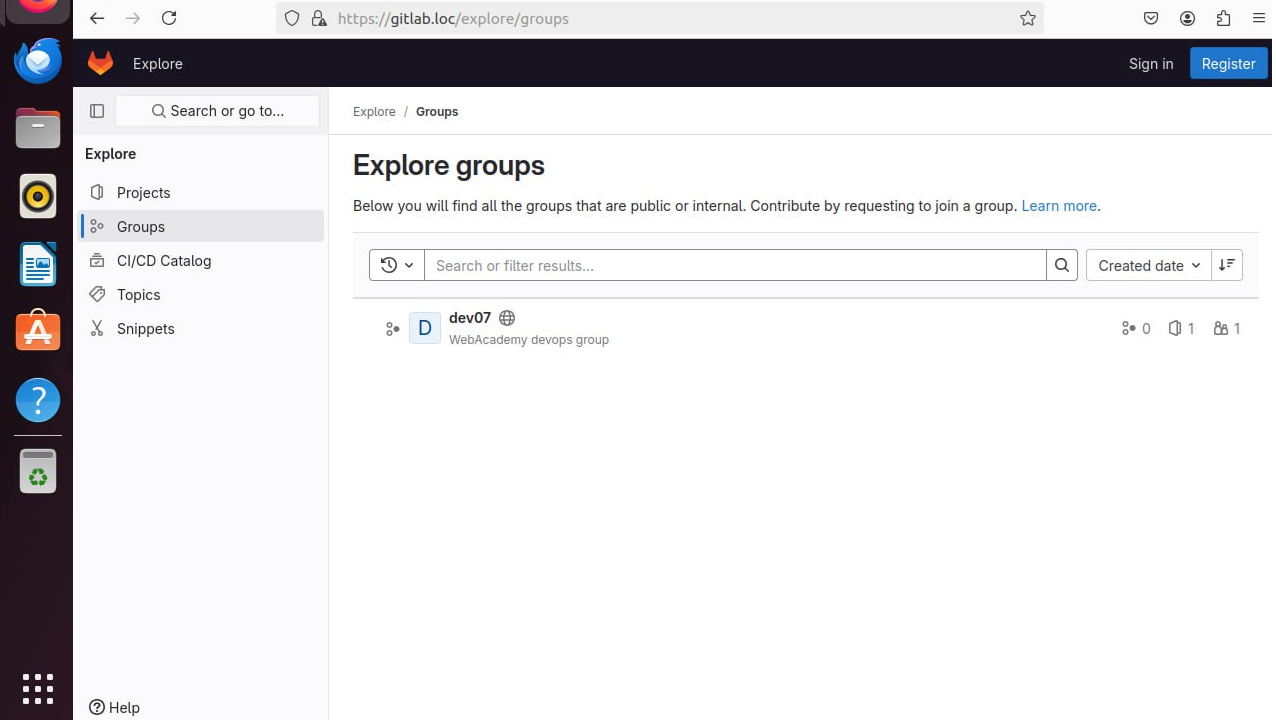 https://gitlab.loc/explore/groups
Explore
Sign in
Register
Search or go to...
Explore / Groups
Explore
Projects
Groups
CI/CD Catalog
Topics
Snippets
Help
Explore groups
Below you will find all the groups that are public or internal. Contribute by requesting to join a group. Learn more.
Search or filter results...
Created date
D
dev07
WebAcademy devops group
0
1
1